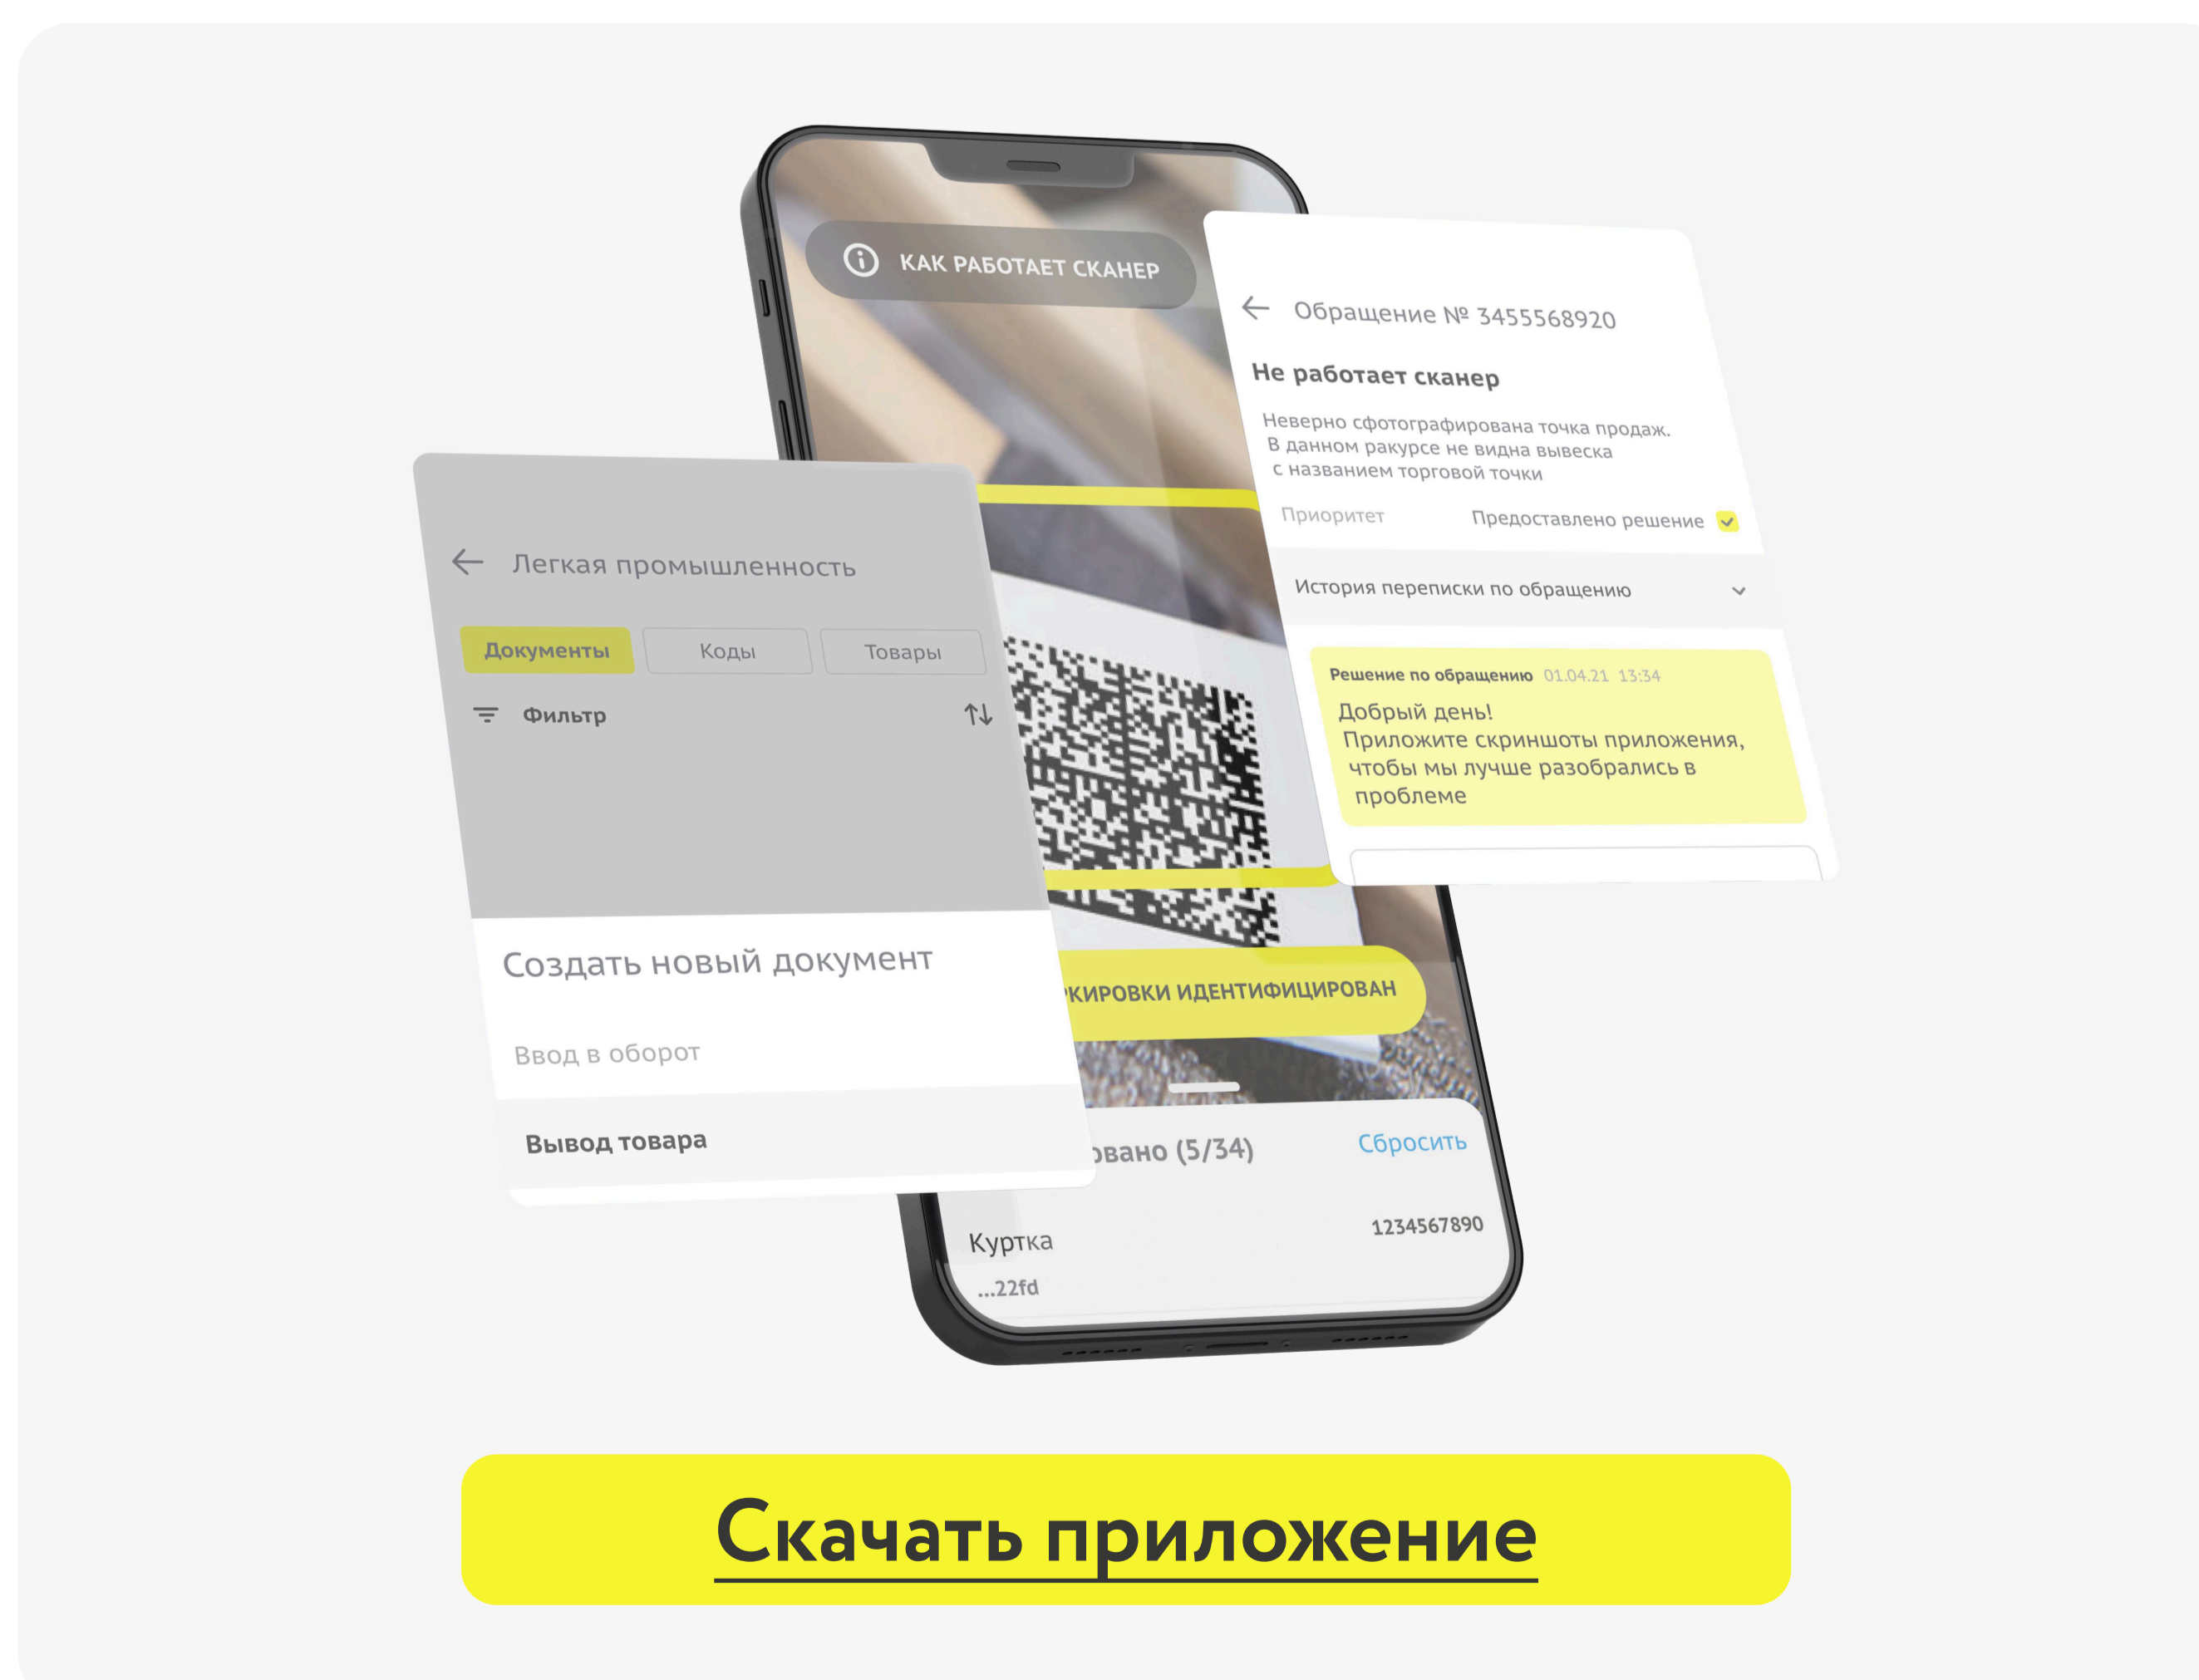 КАК РАБОТАЕТ СКАНЕР
Обращение № 3455568920
Не работает сканер
Неверно сфотографирована точка продаж.
В данном ракурсе не видна вывеска
с названием торговой точки
Приоритет Предоставлено решение
История переписки по обращению
Решение по обращению 01.04.21 13:34
Добрый день!
Приложите скриншоты приложения,
чтобы мы лучше разобрались в
проблеме
Легкая промышленность
Документы Коды Товары
Фильтр
Создать новый документ
Ввод в оборот
Вывод товара
ИДЕНТИФИЦИРОВАН
(5/34) Сбросить
Куртка 1234567890
...22fd
Скачать приложение